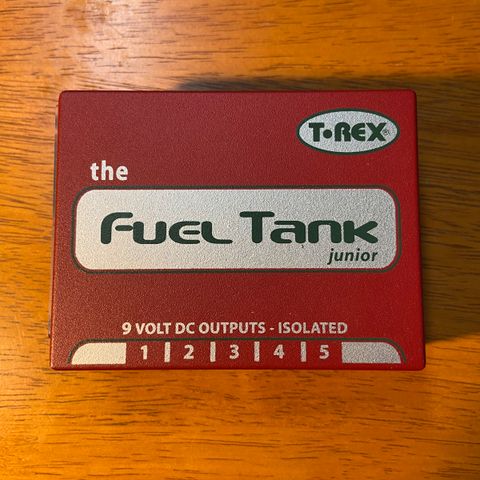 T•REX®
the
Fuel Tank
junior
9 VOLT DC OUTPUTS - ISOLATED
1 | 2 | 3 | 4 | 5